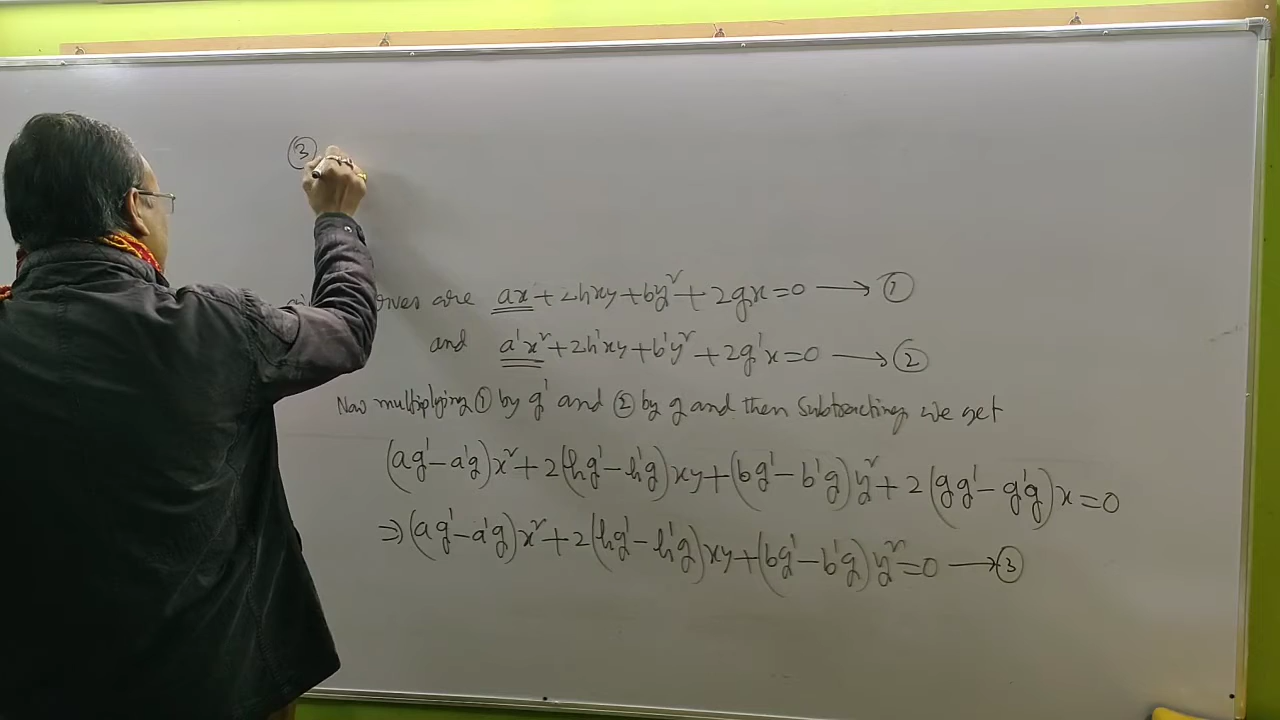 ③
are ax + 2hxy + by² + 2gx = 0 → ①
and a'x² + 2h'xy + b'y² + 2g'x = 0 → ②
Now multiplying ① by g' and ② by g and then Subtracting, we get
(ag' - a'g)x² + 2(hg' - h'g)xy + (bg' - b'g)y² + 2(gg' - g'g)x = 0
⇒ (ag' - a'g)x² + 2(hg' - h'g)xy + (bg' - b'g)y² = 0 → ③